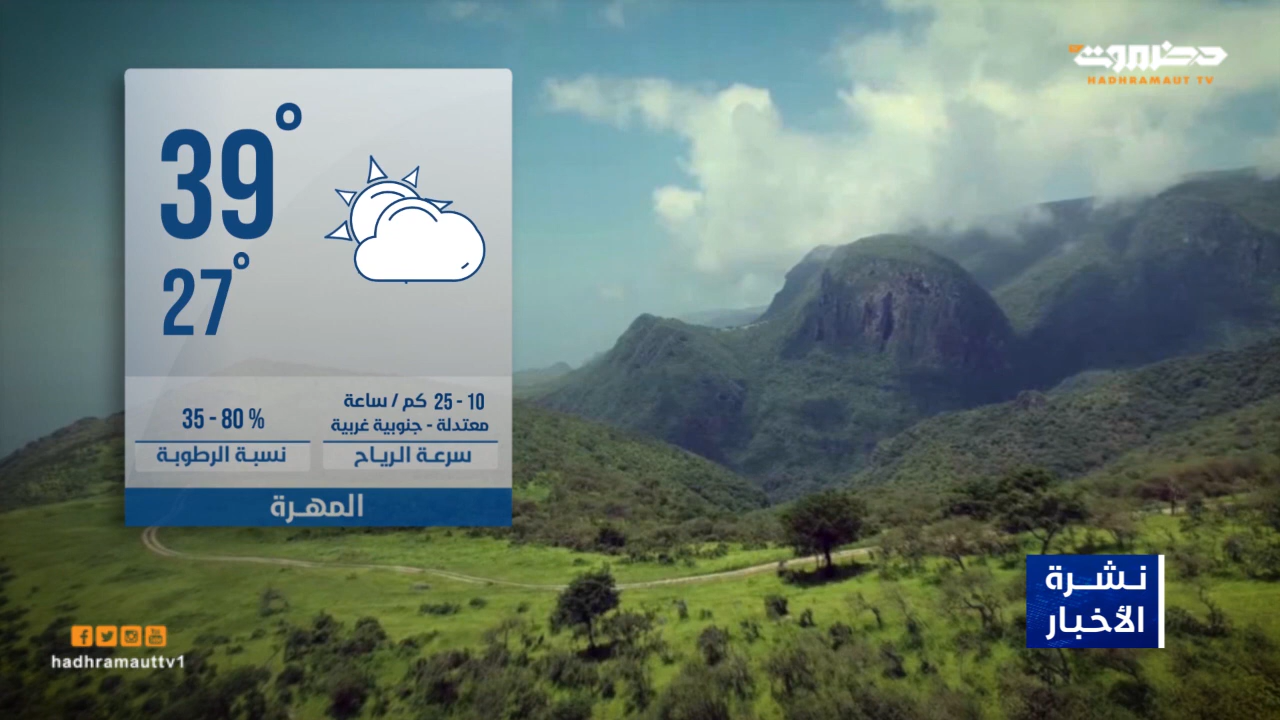 حضرموت
HADHRAMAUT TV
39°
27°
10 - 25 كم / ساعة
معتدلة - جنوبية غربية
سرعة الرياح
35 - 80 %
نسبة الرطوبة
المهرة
نشرة
الأخبار
hadhramauttv1